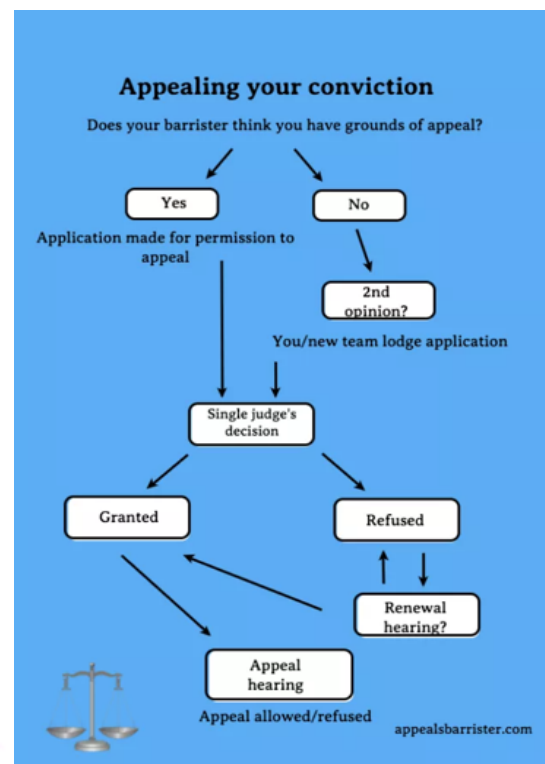 Appealing your conviction
Does your barrister think you have grounds of appeal?
Yes
No
Application made for permission to
appeal
2nd
opinion?
You/new team lodge application
Single judge's
decision
Granted
Refused
Renewal
hearing?
Appeal
hearing
Appeal allowed/refused
appealsbarrister.com